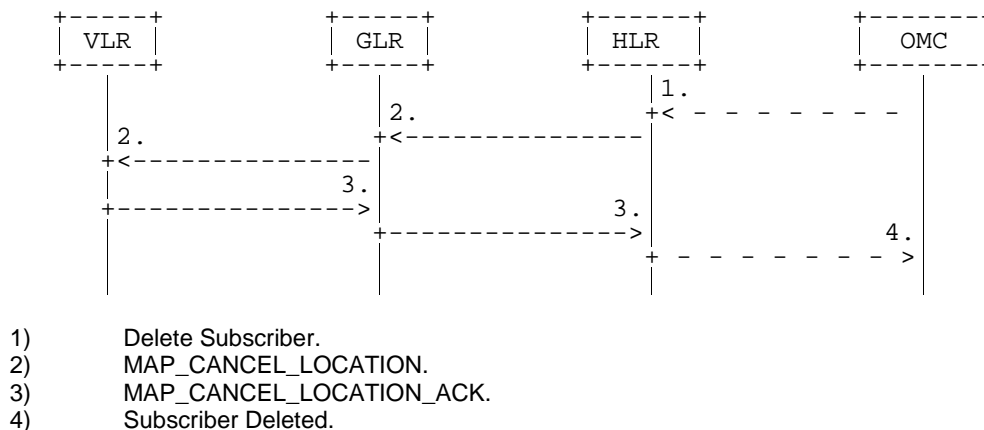 +-----+ +-----+ +------+ +-------+
| VLR | | GLR | | HLR | | OMC
+-----+ +-----+ +------+ +-------+
1.
2. +< - - - - - - -
2. +<---------------
+<---------------
3.
+---------------> 3.
+---------------> 4.
+ - - - - - - - >
1) Delete Subscriber.
2) MAP_CANCEL_LOCATION.
3) MAP_CANCEL_LOCATION_ACK.
4) Subscriber Deleted.